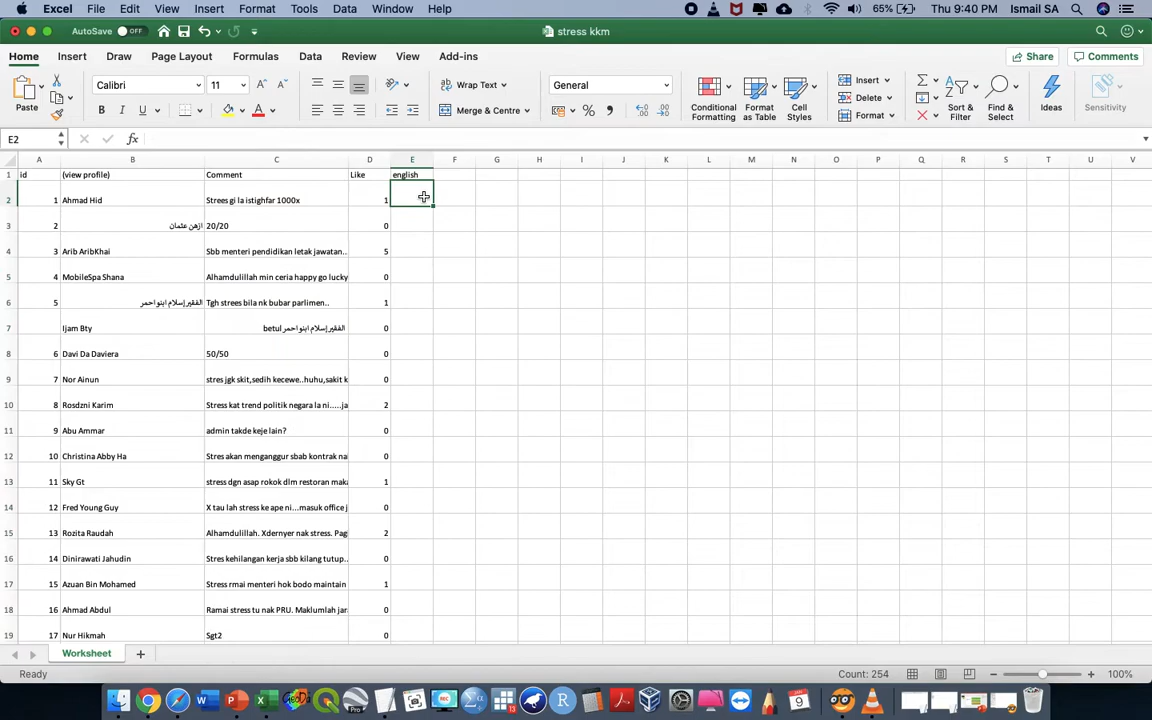 Excel File Edit View Insert Format Tools Data Window Help 65% Thu 9:40 PM Ismail SA
AutoSave OFF stress kkm
Home Insert Draw Page Layout Formulas Data Review View Add-ins Share Comments
Paste Calibri 11 Wrap Text General Conditional Formatting Format as Table Cell Styles Insert Sort & Filter Find & Select Ideas Sensitivity
B I U Merge & Centre Delete
Format
E2 fx
A B C D E F G H I J K L M N O P Q R S T U V
1 id (view profile) Comment Like english
2 1 Ahmad Hid Strees gi la istighfar 1000x 1
3 2 ازهن عثمان 20/20 0
4 3 Arib AribKhai Sbb menteri pendidikan letak jawatan.. 5
5 4 MobileSpa Shana Alhamdulillah min ceria happy go lucky 0
6 5 الفقير إسلام ابنو احمر Tgh strees bila nk bubar parlimen.. 1
7 Ijam Bty الفقير إسلام ابنو احمر betul 0
8 6 Davi Da Daviera 50/50 0
9 7 Nor Ainun stres jgk skit,sedih kecewe..huhu,sakit k 0
10 8 Rosdzni Karim Stress kat trend politik negara la ni.....ja 2
11 9 Abu Ammar admin takde keje lain? 0
12 10 Christina Abby Ha Stres akan menganggur sbab kontrak na 0
13 11 Sky Gt stress dgn asap rokok dlm restoran maka 1
14 12 Fred Young Guy X tau lah stress ke ape ni...masuk office j 0
15 13 Rozita Raudah Alhamdulillah. Xdernyer nak stress. Pag 2
16 14 Dinirawati Jahudin Stres kehilangan kerja sbb kilang tutup.. 0
17 15 Azuan Bin Mohamed Stress rmai menteri hok bodo maintain 1
18 16 Ahmad Abdul Ramai stress tu nak PRU. Maklumlah jar 0
19 17 Nur Hikmah Sgt2 0
Worksheet
Ready Count: 254 100%